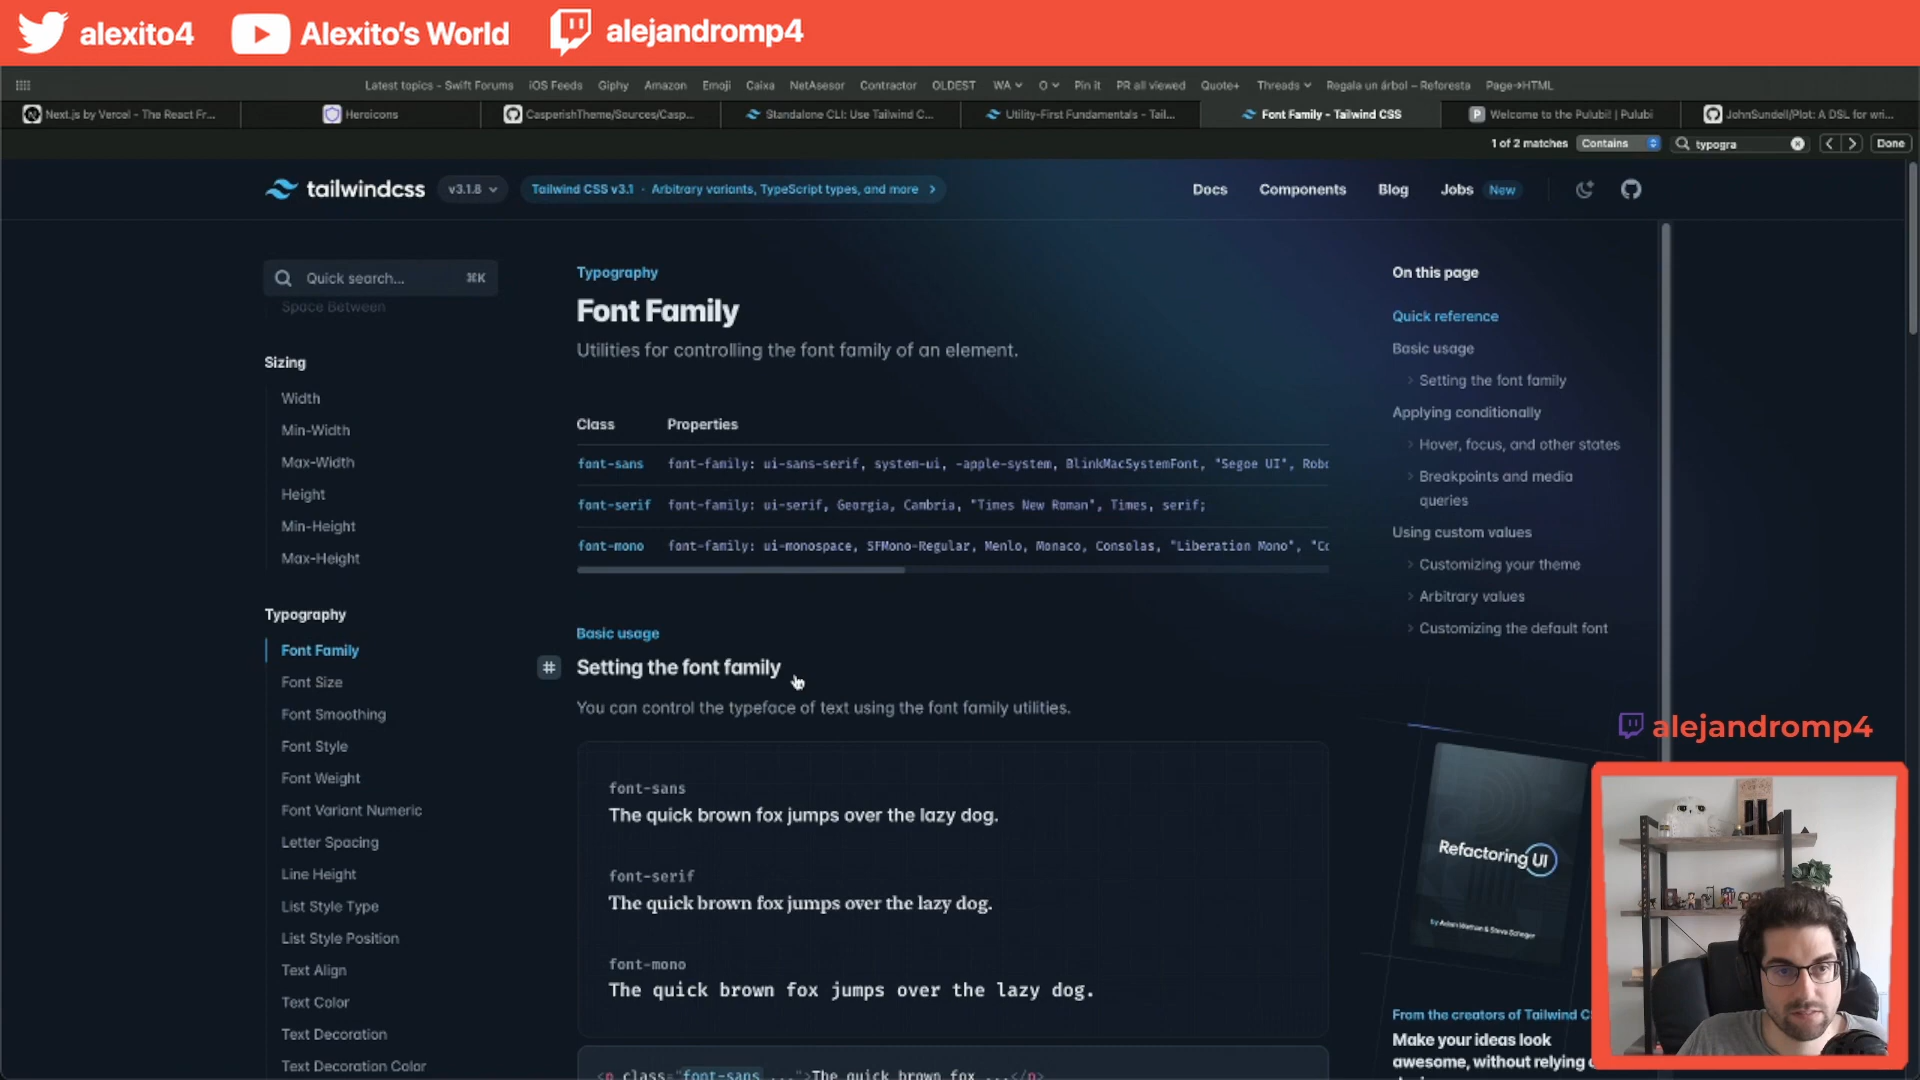 alexito4
Alexito's World
alejandromp4
Latest topics - Swift Forums
iOS Feeds
Giphy
Amazon
Emoji
Caixa
NetAsesor
Contractor
OLDEST
WA
O
Pin it
PR all viewed
Quote+
Threads
Regala un árbol – Reforesta
Page→HTML
Next.js by Vercel - The React Fr...
Heroicons
CasperishTheme/Sources/Casp...
Standalone CLI: Use Tailwind C...
Utility-First Fundamentals - Tail...
Font Family - Tailwind CSS
Welcome to the Pulubi! | Pulubi
JohnSundell/Plot: A DSL for wri...
1 of 2 matches
Contains
typogra
Done
tailwindcss
v3.1.8
Tailwind CSS v3.1 · Arbitrary variants, TypeScript types, and more
Docs
Components
Blog
Jobs
New
Quick search...
⌘K
Space Between
Sizing
Width
Min-Width
Max-Width
Height
Min-Height
Max-Height
Typography
Font Family
Font Size
Font Smoothing
Font Style
Font Weight
Font Variant Numeric
Letter Spacing
Line Height
List Style Type
List Style Position
Text Align
Text Color
Text Decoration
Text Decoration Color
Typography
Font Family
Utilities for controlling the font family of an element.
Class Properties
font-sans font-family: ui-sans-serif, system-ui, -apple-system, BlinkMacSystemFont, "Segoe UI", Robo
font-serif font-family: ui-serif, Georgia, Cambria, "Times New Roman", Times, serif;
font-mono font-family: ui-monospace, SFMono-Regular, Menlo, Monaco, Consolas, "Liberation Mono", "Co
Basic usage
# Setting the font family
You can control the typeface of text using the font family utilities.
font-sans
The quick brown fox jumps over the lazy dog.
font-serif
The quick brown fox jumps over the lazy dog.
font-mono
The quick brown fox jumps over the lazy dog.
<p class="font-sans ...">The quick brown fox ...</p>
On this page
Quick reference
Basic usage
Setting the font family
Applying conditionally
Hover, focus, and other states
Breakpoints and media
queries
Using custom values
Customizing your theme
Arbitrary values
Customizing the default font
alejandromp4
Refactoring UI
by Adam Wathan & Steve Schoger
From the creators of Tailwind C
Make your ideas look
awesome, without relying